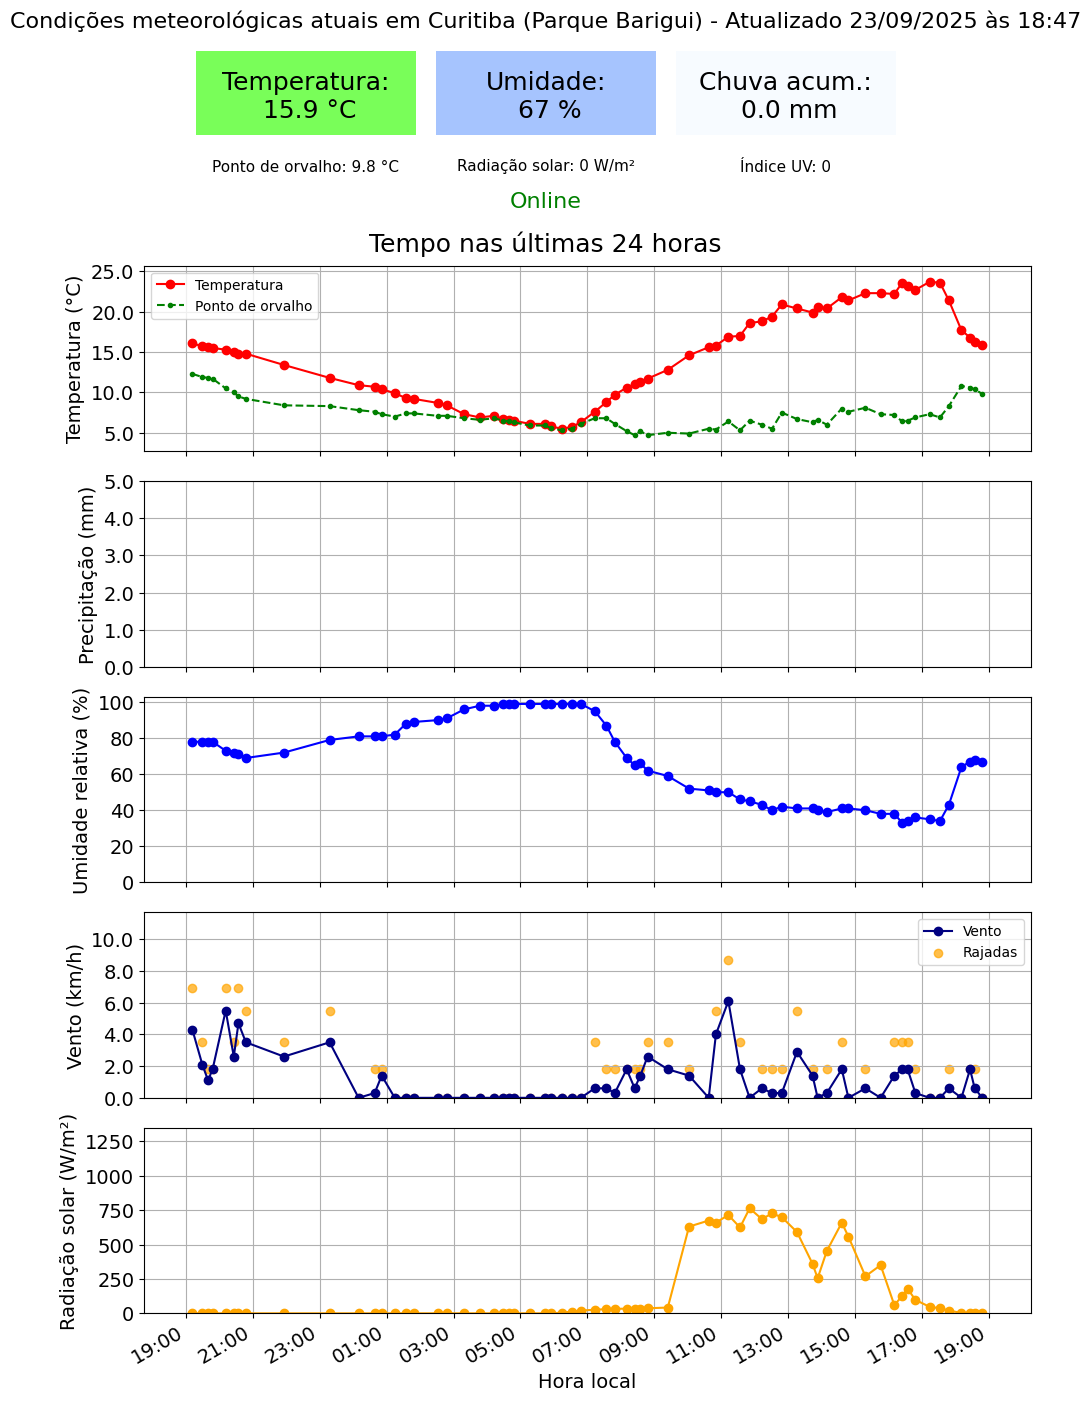 Condições meteorológicas atuais em Curitiba (Parque Barigui) - Atualizado 23/09/2025 às 18:47
Temperatura:
15.9 °C
Umidade:
67 %
Chuva acum.:
0.0 mm
Ponto de orvalho: 9.8 °C
Radiação solar: 0 W/m²
Índice UV: 0
Online
Tempo nas últimas 24 horas
Temperatura (°C)
25.0
20.0
15.0
10.0
5.0
Temperatura
Ponto de orvalho
Precipitação (mm)
5.0
4.0
3.0
2.0
1.0
0.0
Umidade relativa (%)
100
80
60
40
20
0
Vento (km/h)
10.0
8.0
6.0
4.0
2.0
0.0
Vento
Rajadas
Radiação solar (W/m²)
1250
1000
750
500
250
0
19:00 21:00 23:00 01:00 03:00 05:00 07:00 09:00 11:00 13:00 15:00 17:00 19:00
Hora local